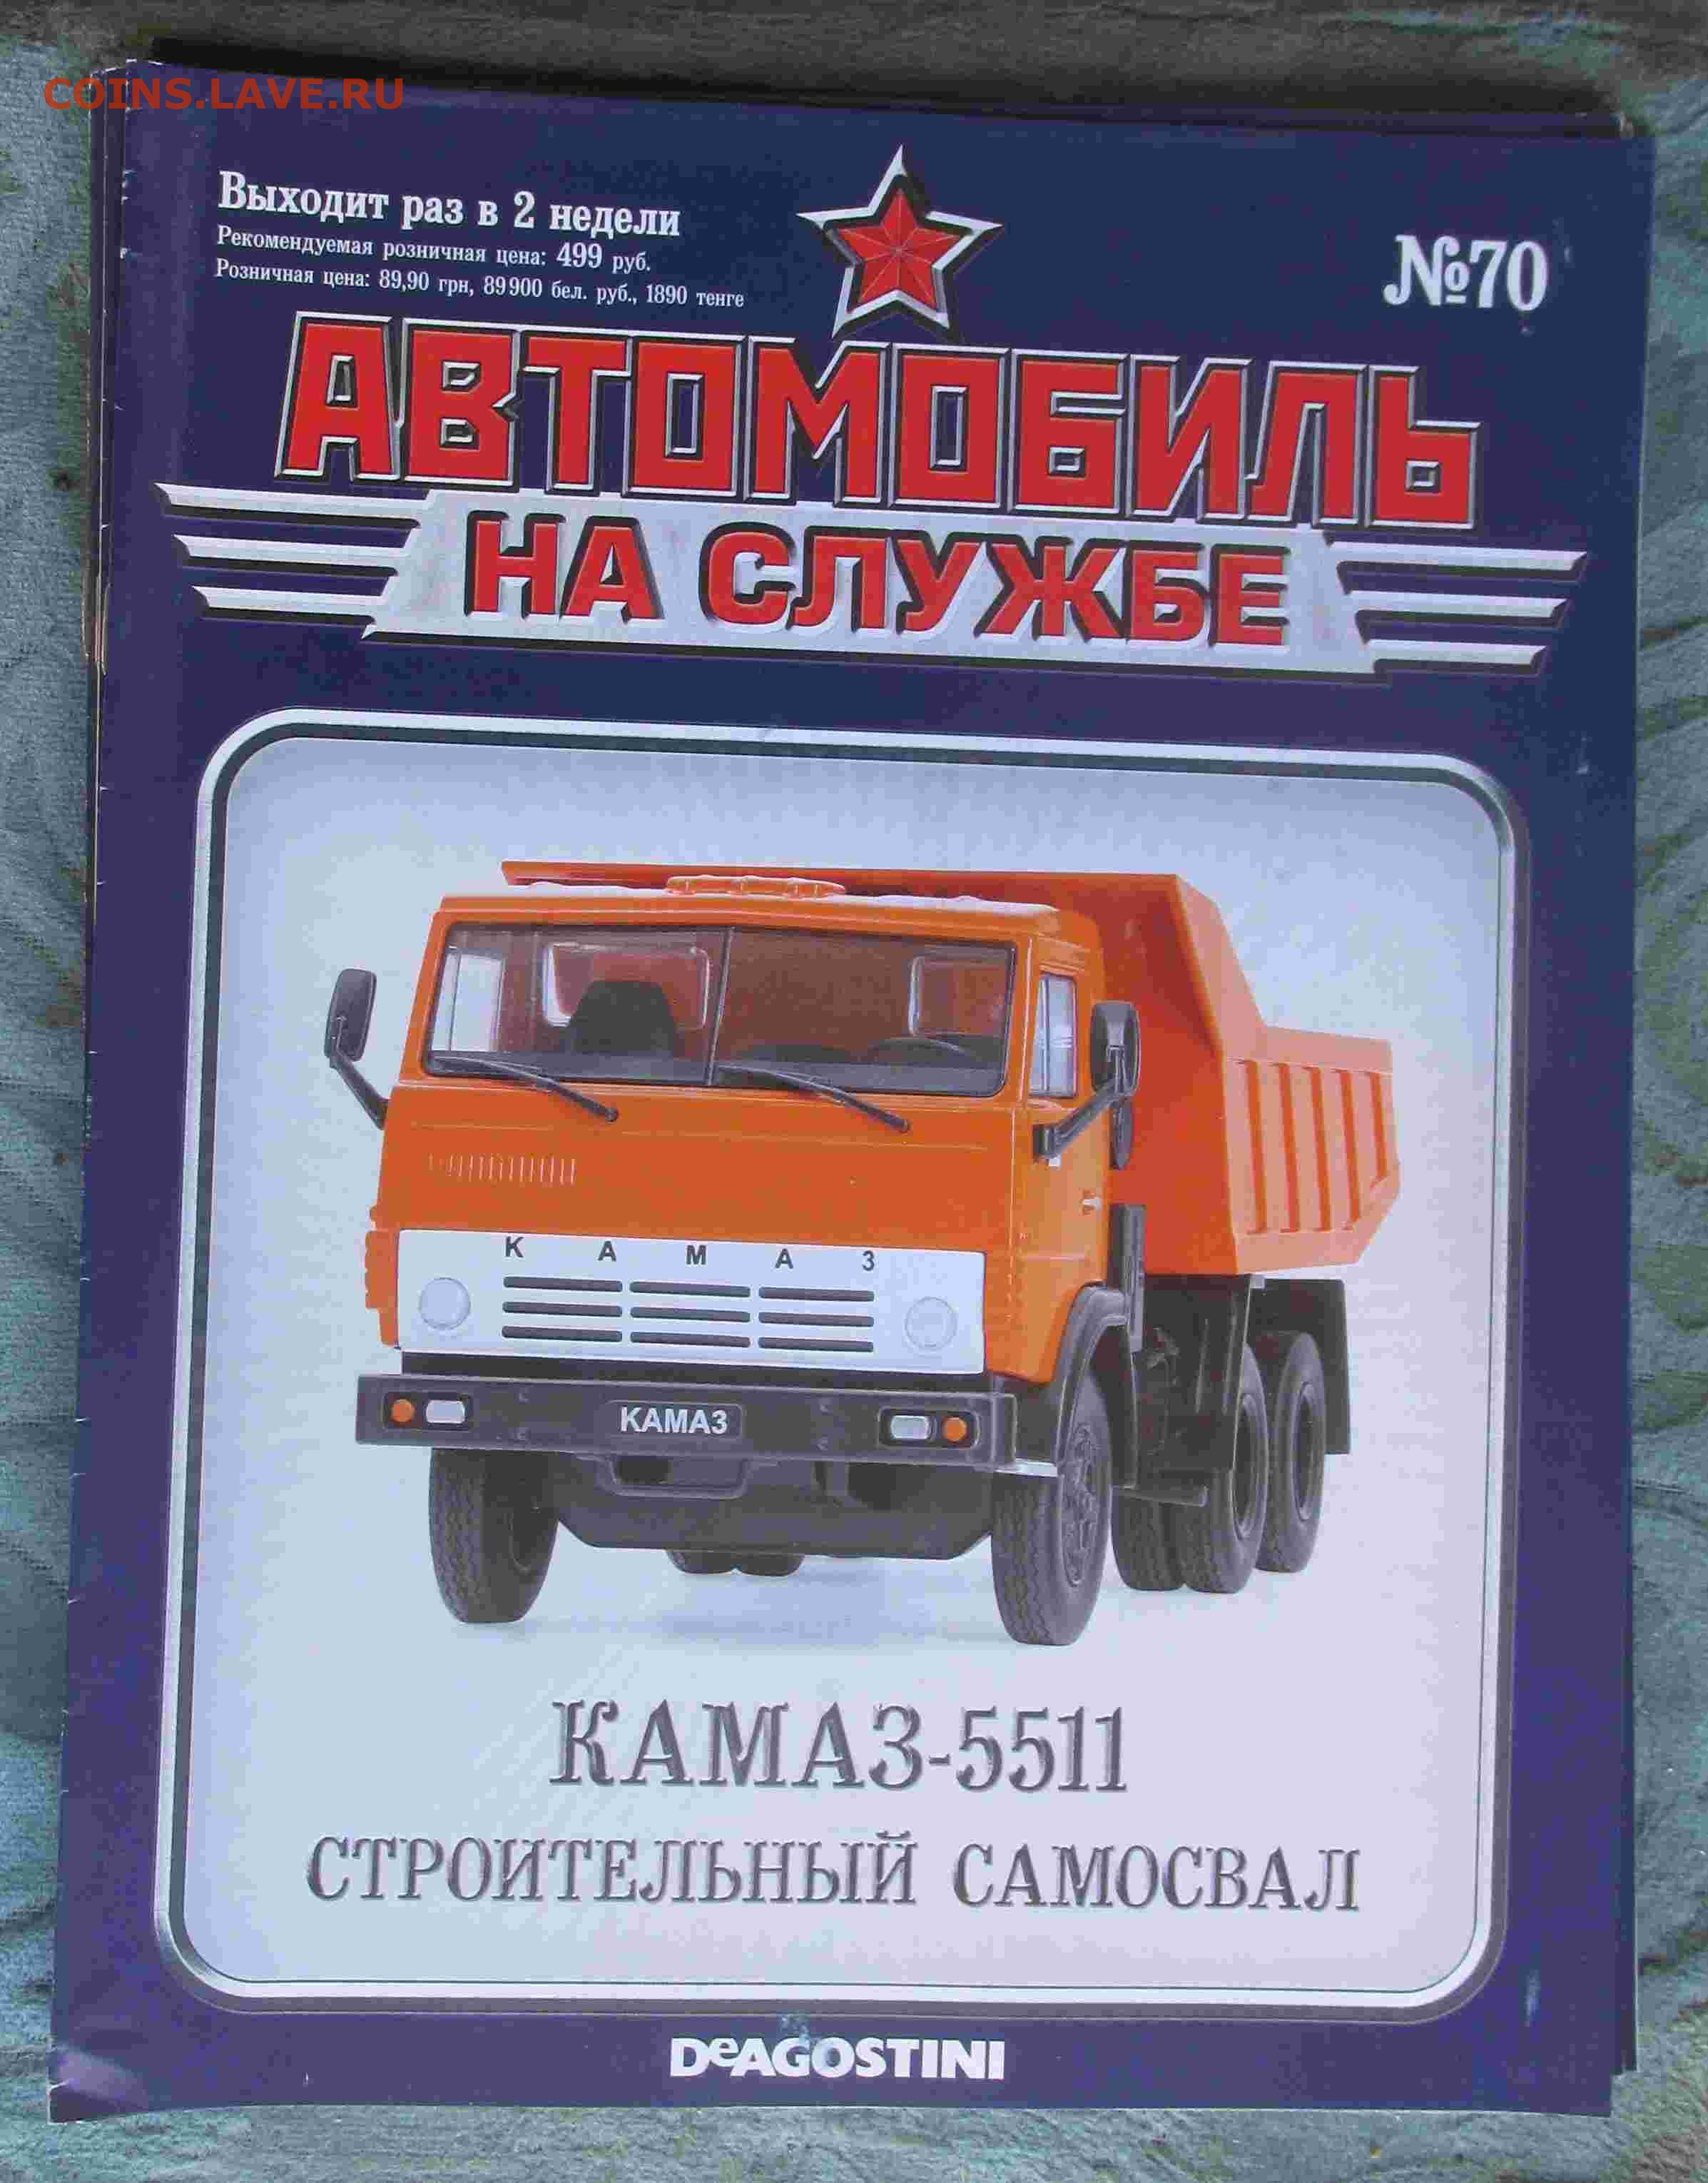 COINS.LAVE.RU
Выходит раз в 2 недели
Рекомендуемая розничная цена: 499 руб.
Розничная цена: 89,90 грн, 89 900 бел. руб., 1890 тенге
№70
АВТОМОБИЛЬ
НА СЛУЖБЕ
КАМАЗ
КАМАЗ
КАМАЗ-5511
СТРОИТЕЛЬНЫЙ САМОСВАЛ
DeAGOSTINI